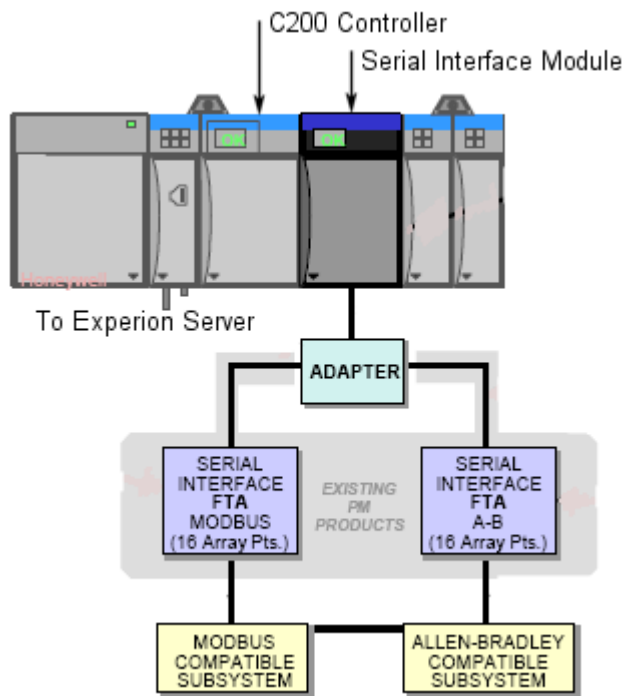 C200 Controller
Serial Interface Module
OK
OK
Honeywell
To Experion Server
ADAPTER
SERIAL
INTERFACE
FTA
MODBUS
(16 Array Pts.)
EXISTING
PM
PRODUCTS
SERIAL
INTERFACE
FTA
A-B
(16 Array Pts.)
MODBUS
COMPATIBLE
SUBSYSTEM
ALLEN-BRADLEY
COMPATIBLE
SUBSYSTEM